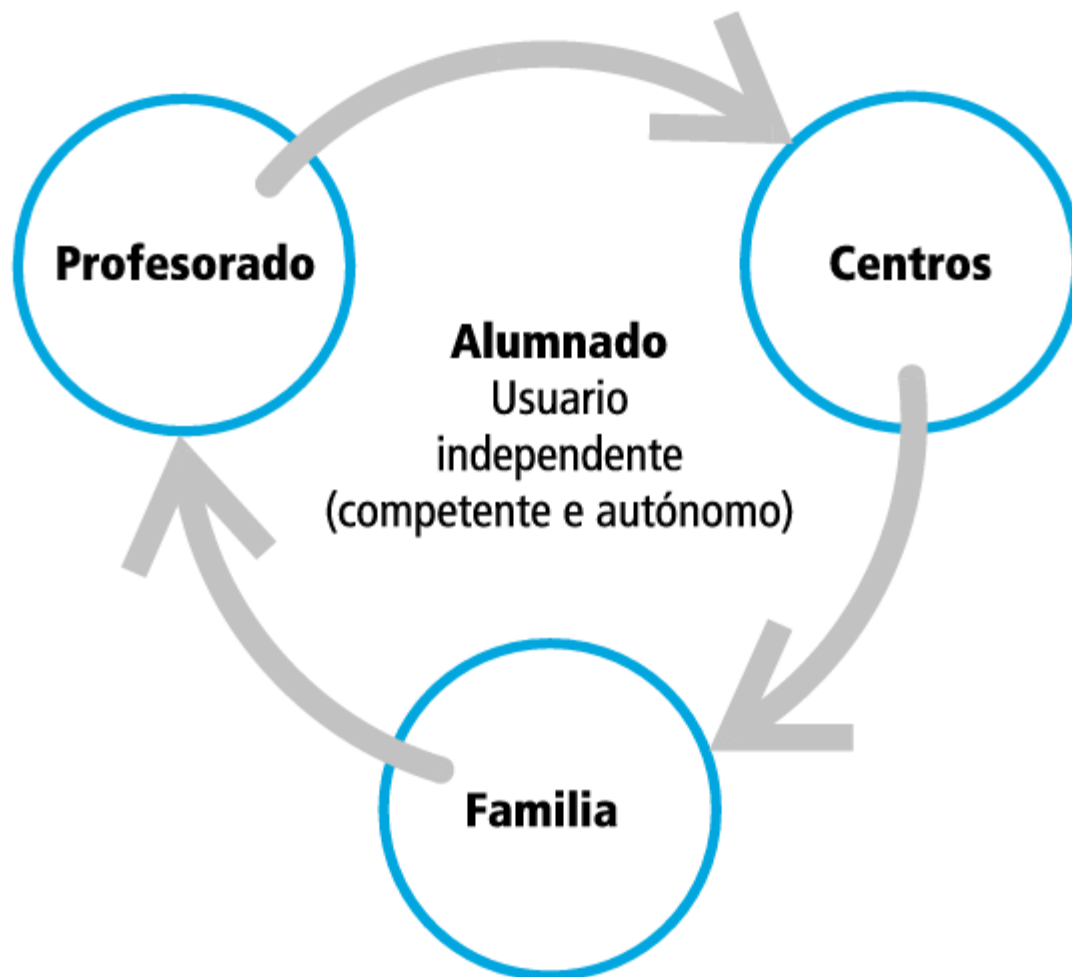 Profesorado
Centros
Alumnado
Usuario
independente
(competente e autónomo)
Familia